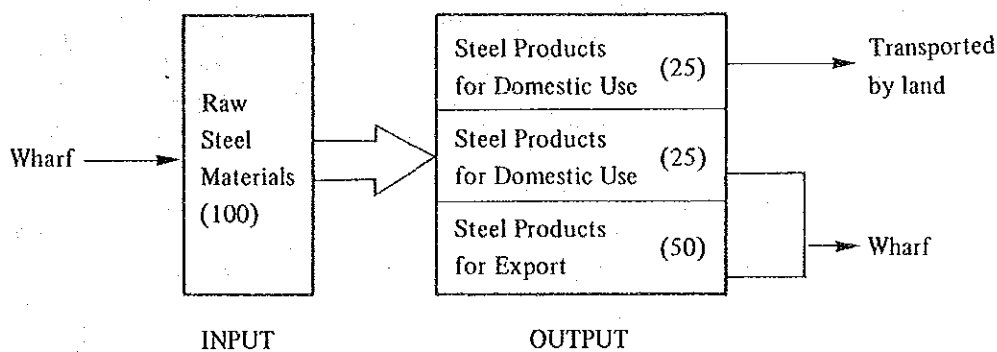 Wharf
Raw
Steel
Materials
(100)
INPUT
Steel Products
for Domestic Use (25)
Steel Products
for Domestic Use (25)
Steel Products
for Export (50)
OUTPUT
Transported
by land
Wharf